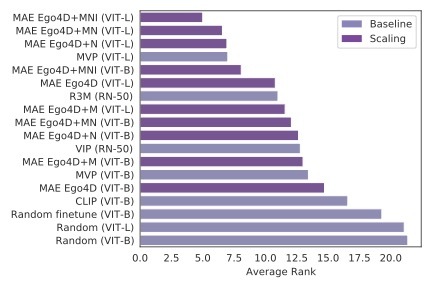 MAE Ego4D+MNI (VIT-L)
MAE Ego4D+MN (VIT-L)
MAE Ego4D+N (VIT-L)
MVP (VIT-L)
MAE Ego4D+MNI (VIT-B)
MAE Ego4D (VIT-L)
R3M (RN-50)
MAE Ego4D+M (VIT-L)
MAE Ego4D+MN (VIT-B)
MAE Ego4D+N (VIT-B)
VIP (RN-50)
MAE Ego4D+M (VIT-B)
MVP (VIT-B)
MAE Ego4D (VIT-B)
CLIP (VIT-B)
Random finetune (VIT-B)
Random (VIT-L)
Random (VIT-B)
Baseline
Scaling
0.0 2.5 5.0 7.5 10.0 12.5 15.0 17.5 20.0
Average Rank